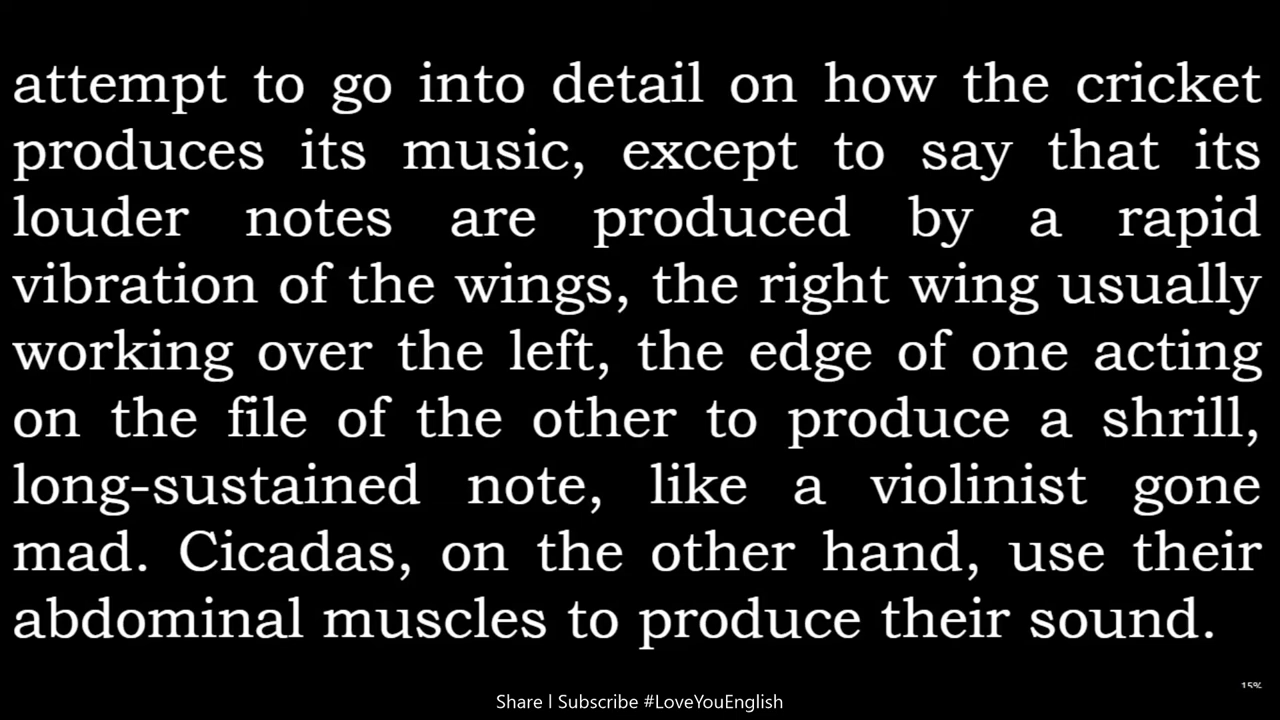 attempt to go into detail on how the cricket
produces its music, except to say that its
louder notes are produced by a rapid
vibration of the wings, the right wing usually
working over the left, the edge of one acting
on the file of the other to produce a shrill,
long-sustained note, like a violinist gone
mad. Cicadas, on the other hand, use their
abdominal muscles to produce their sound.
15%
Share | Subscribe #LoveYouEnglish